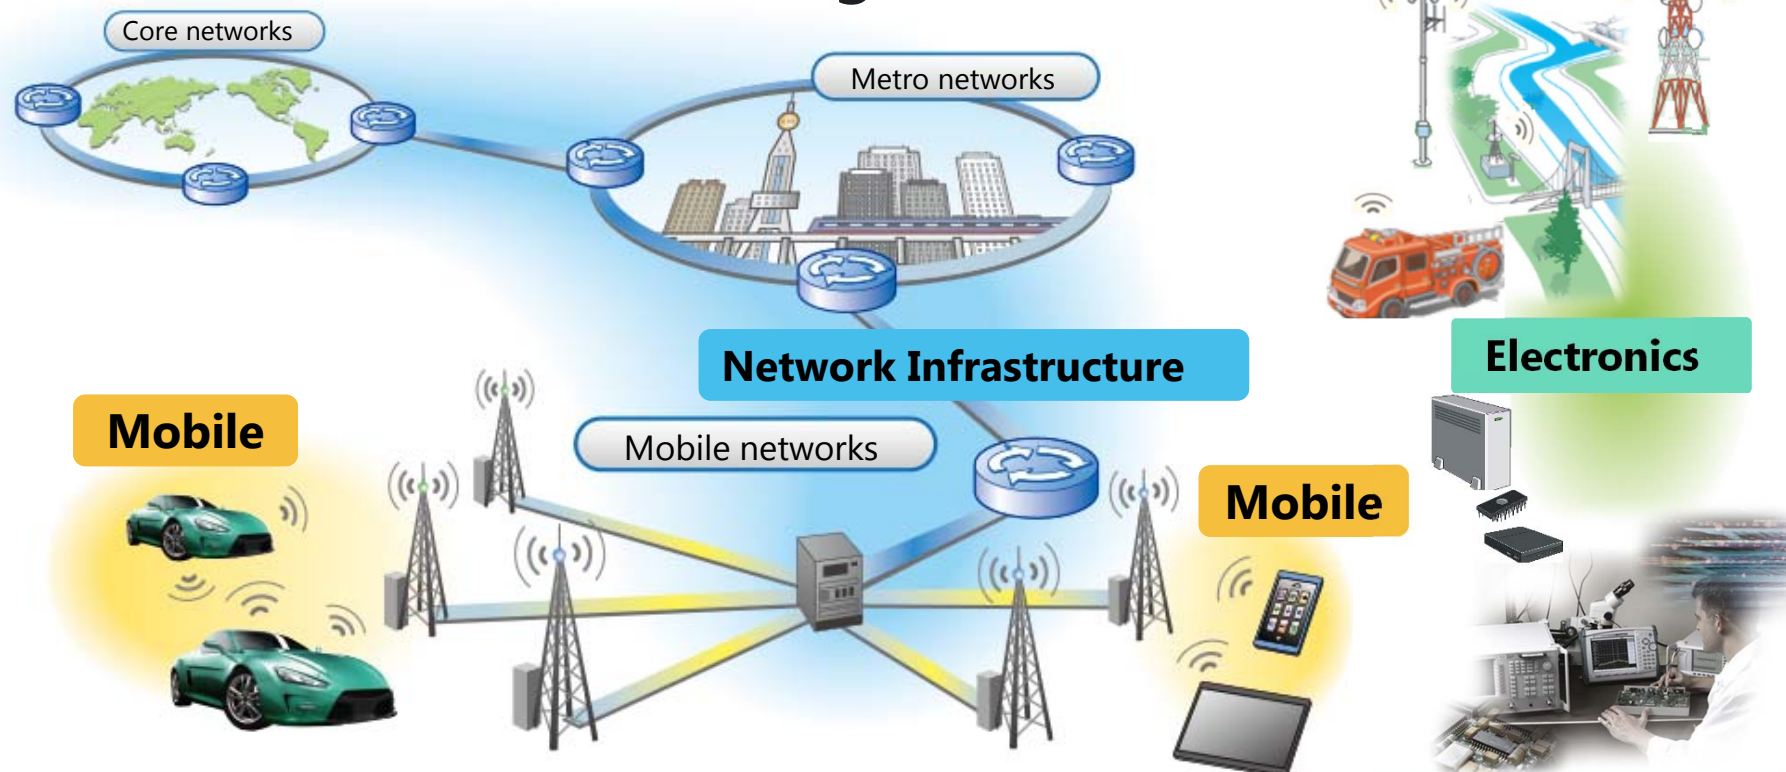 Core networks
Metro networks
Network Infrastructure
Electronics
Mobile
Mobile networks
Mobile